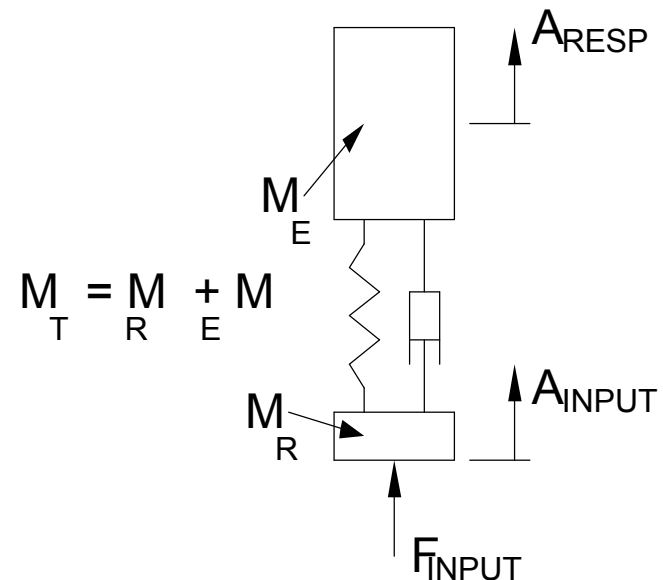 A_RESP
M_E
M_T = M_R + M_E
M_R
A_INPUT
F_INPUT